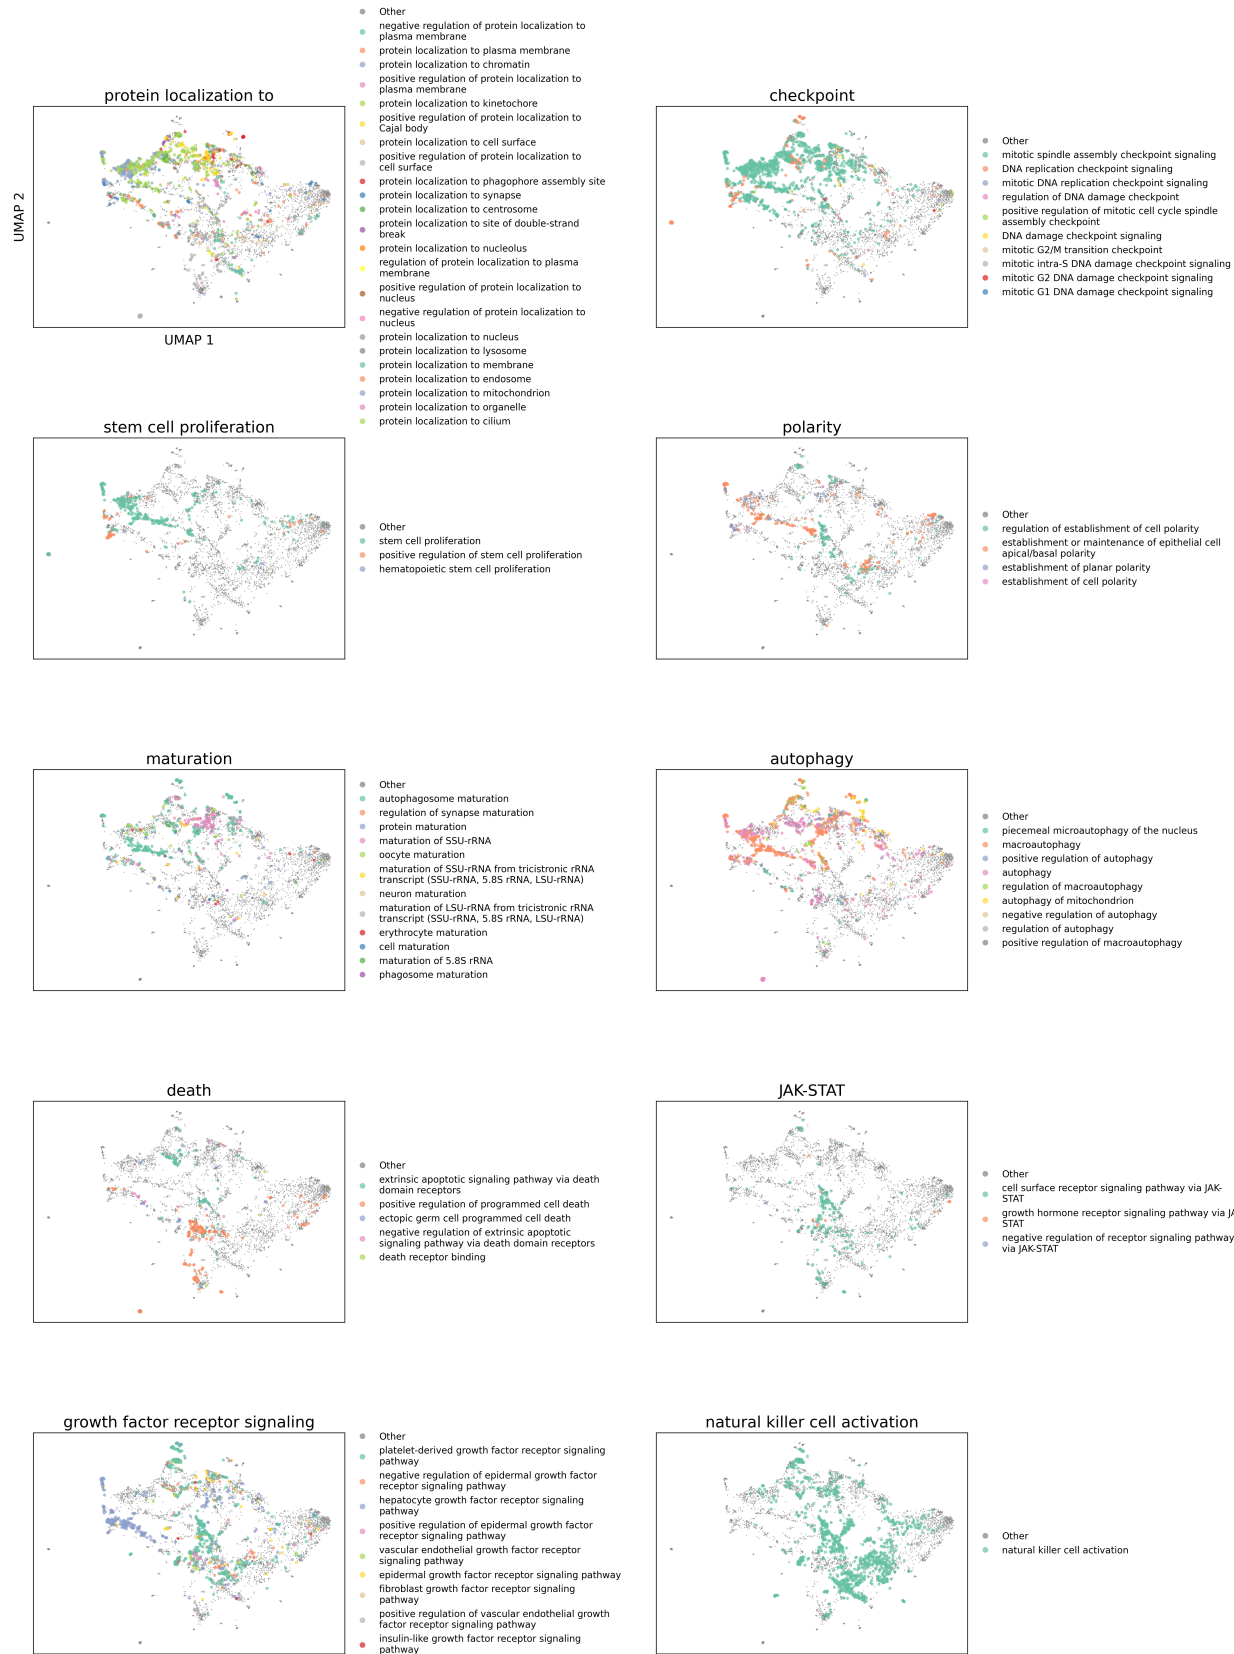 protein localization to
UMAP 2
UMAP 1
Other
negative regulation of protein localization to
plasma membrane
protein localization to plasma membrane
protein localization to chromatin
positive regulation of protein localization to
plasma membrane
protein localization to kinetochore
positive regulation of protein localization to
Cajal body
protein localization to cell surface
positive regulation of protein localization to
cell surface
protein localization to phagophore assembly site
protein localization to synapse
protein localization to centrosome
protein localization to site of double-strand
break
protein localization to nucleolus
regulation of protein localization to plasma
membrane
positive regulation of protein localization to
nucleus
negative regulation of protein localization to
nucleus
protein localization to nucleus
protein localization to lysosome
protein localization to membrane
protein localization to endosome
protein localization to mitochondrion
protein localization to organelle
protein localization to cilium
checkpoint
Other
mitotic spindle assembly checkpoint signaling
DNA replication checkpoint signaling
mitotic DNA replication checkpoint signaling
regulation of DNA damage checkpoint
positive regulation of mitotic cell cycle spindle
assembly checkpoint
DNA damage checkpoint signaling
mitotic G2/M transition checkpoint
mitotic intra-S DNA damage checkpoint signaling
mitotic G2 DNA damage checkpoint signaling
mitotic G1 DNA damage checkpoint signaling
stem cell proliferation
Other
stem cell proliferation
positive regulation of stem cell proliferation
hematopoietic stem cell proliferation
polarity
Other
regulation of establishment of cell polarity
establishment or maintenance of epithelial cell
apical/basal polarity
establishment of planar polarity
establishment of cell polarity
maturation
Other
autophagosome maturation
regulation of synapse maturation
protein maturation
maturation of SSU-rRNA
oocyte maturation
maturation of SSU-rRNA from tricistronic rRNA
transcript (SSU-rRNA, 5.8S rRNA, LSU-rRNA)
neuron maturation
maturation of LSU-rRNA from tricistronic rRNA
transcript (SSU-rRNA, 5.8S rRNA, LSU-rRNA)
erythrocyte maturation
cell maturation
maturation of 5.8S rRNA
phagosome maturation
autophagy
Other
piecemeal microautophagy of the nucleus
macroautophagy
positive regulation of autophagy
autophagy
regulation of macroautophagy
autophagy of mitochondrion
negative regulation of autophagy
regulation of autophagy
positive regulation of macroautophagy
death
Other
extrinsic apoptotic signaling pathway via death
domain receptors
positive regulation of programmed cell death
ectopic germ cell programmed cell death
negative regulation of extrinsic apoptotic
signaling pathway via death domain receptors
death receptor binding
JAK-STAT
Other
cell surface receptor signaling pathway via JAK-
STAT
growth hormone receptor signaling pathway via JA
STAT
negative regulation of receptor signaling pathway
via JAK-STAT
growth factor receptor signaling
Other
platelet-derived growth factor receptor signaling
pathway
negative regulation of epidermal growth factor
receptor signaling pathway
hepatocyte growth factor receptor signaling
pathway
positive regulation of epidermal growth factor
receptor signaling pathway
vascular endothelial growth factor receptor
signaling pathway
epidermal growth factor receptor signaling pathway
fibroblast growth factor receptor signaling
pathway
positive regulation of vascular endothelial growth
factor receptor signaling pathway
insulin-like growth factor receptor signaling
pathway
natural killer cell activation
Other
natural killer cell activation